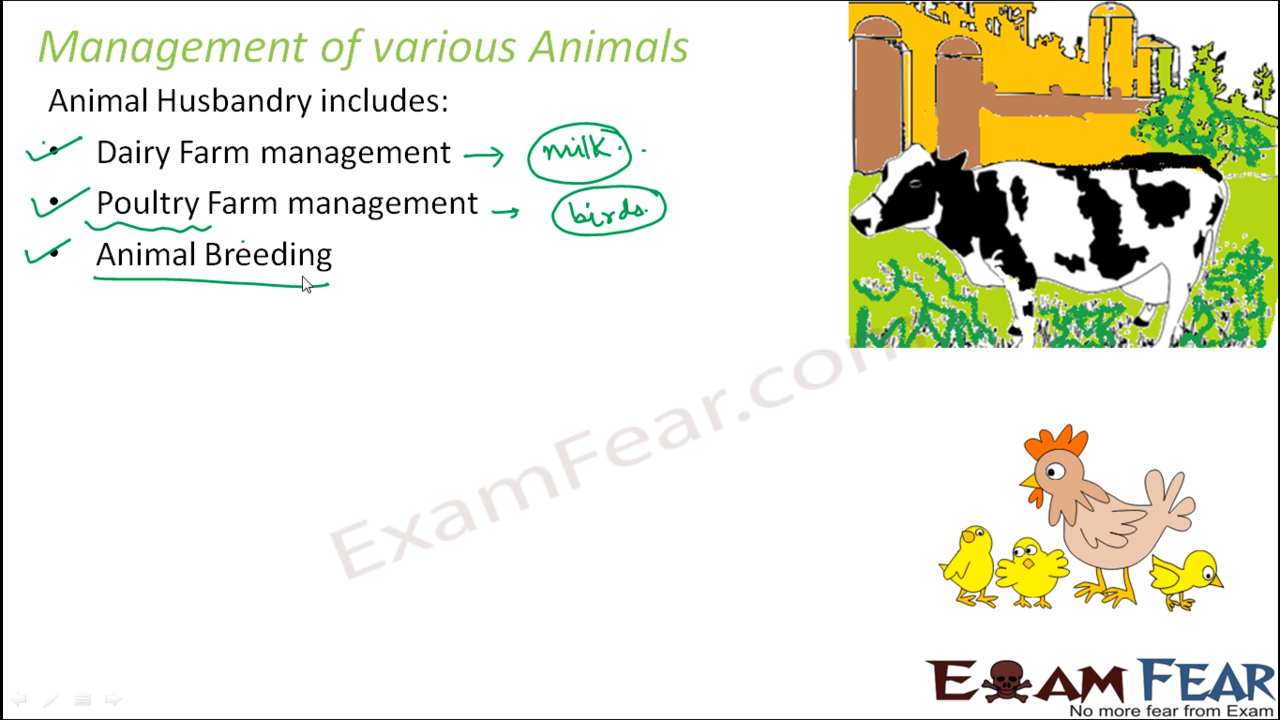 Management of various Animals
Animal Husbandry includes:
• Dairy Farm management → milk.
• Poultry Farm management → birds.
• Animal Breeding
ExamFear.com
EXAM FEAR
No more fear from Exam